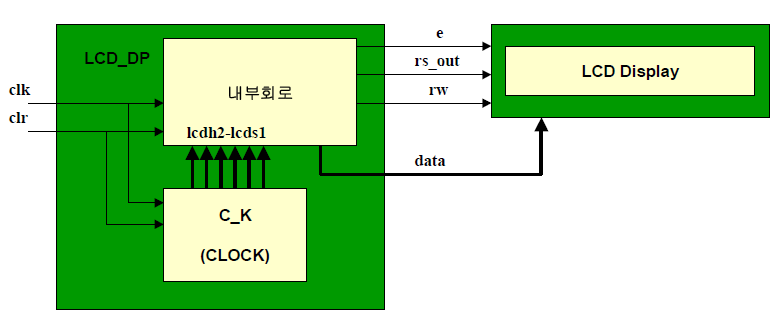 LCD_DP
내부회로
lcdh2-lcds1
clk
clr
C_K
(CLOCK)
e
rs_out
rw
data
LCD Display